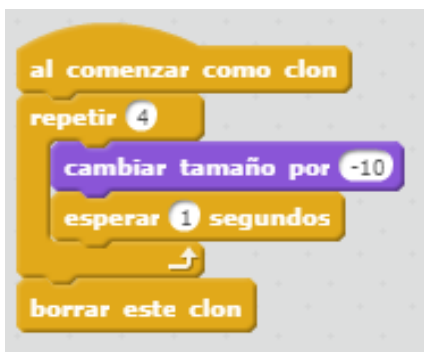 al comenzar como clon
repetir 4
cambiar tamaño por -10
esperar 1 segundos
borrar este clon